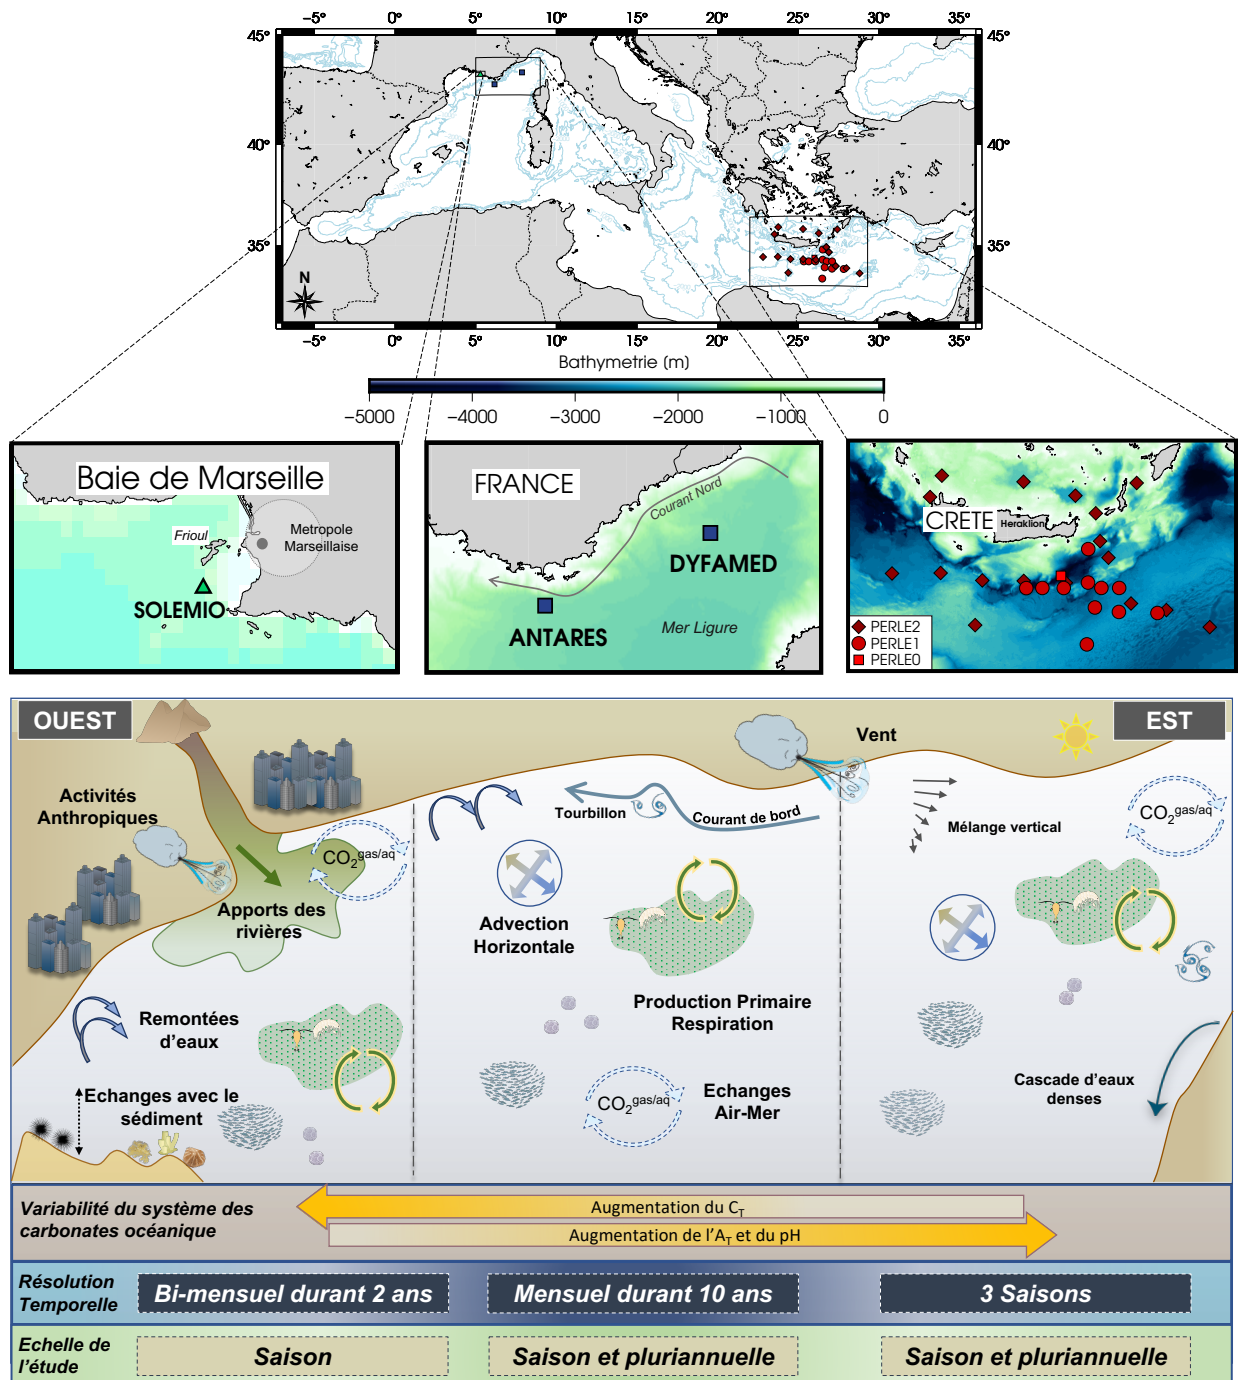 −5° 0° 5° 10° 15° 20° 25° 30° 35°
45° 45°
40° 40°
35° 35°
N
−5° 0° 5° 10° 15° 20° 25° 30° 35°
Bathymetrie (m)
−5000 −4000 −3000 −2000 −1000 0
Baie de Marseille
Frioul
Metropole
Marseillaise
SOLEMIO
FRANCE
Courant Nord
DYFAMED
ANTARES
Mer Ligure
CRETE
Heraklion
PERLE2
PERLE1
PERLE0
OUEST
EST
Vent
Activités
Anthropiques
Tourbillon
Courant de bord
Mélange vertical
CO2 gas/aq
CO2 gas/aq
Apports des
rivières
Advection
Horizontale
Production Primaire
Respiration
Remontées
d'eaux
Echanges avec le
sédiment
CO2 gas/aq
Echanges
Air-Mer
Cascade d'eaux
denses
Variabilité du système des
carbonates océanique
Augmentation du CT
Augmentation de l'AT et du pH
Résolution
Temporelle
Bi-mensuel durant 2 ans
Mensuel durant 10 ans
3 Saisons
Echelle de
l'étude
Saison
Saison et pluriannuelle
Saison et pluriannuelle